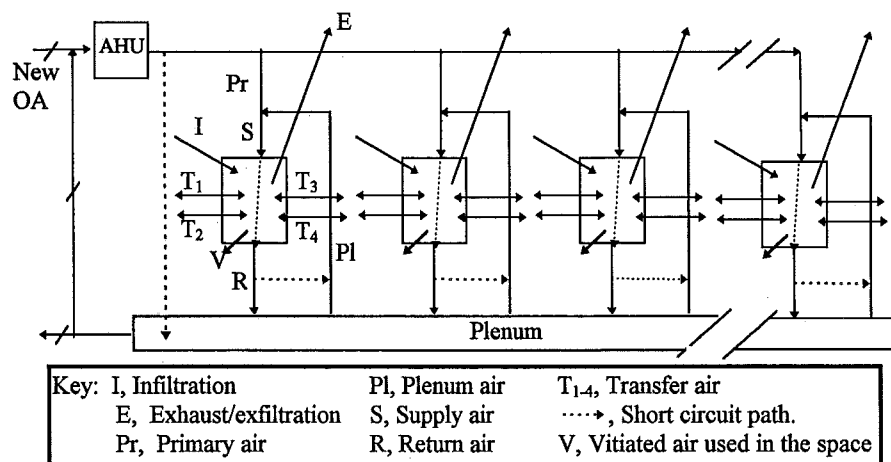 E
AHU
New
OA
Pr
I
S
T1
T3
T2
T4
V
Pl
R
Plenum
Key: I, Infiltration Pl, Plenum air T1-4, Transfer air
E, Exhaust/exfiltration S, Supply air ......, Short circuit path.
Pr, Primary air R, Return air V, Vitiated air used in the space